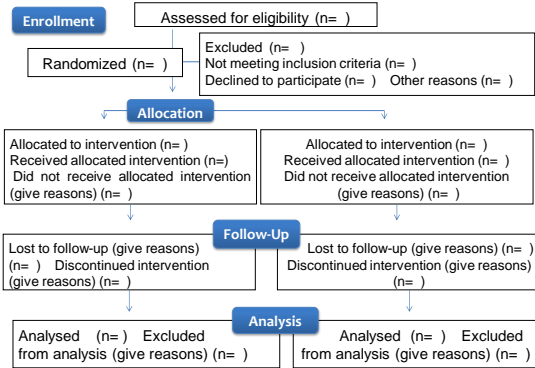 Enrollment
Assessed for eligibility (n= )
Excluded (n= )
Not meeting inclusion criteria (n= )
Declined to participate (n= ) Other reasons (n= )
Randomized (n= )
Allocation
Allocated to intervention (n= )
Received allocated intervention (n=)
Did not receive allocated intervention
(give reasons) (n= )
Allocated to intervention (n= )
Received allocated intervention (n= )
Did not receive allocated intervention
(give reasons) (n= )
Follow-Up
Lost to follow-up (give reasons)
(n= ) Discontinued intervention
(give reasons) (n= )
Lost to follow-up (give reasons) (n= )
Discontinued intervention (give reasons)
(n= )
Analysis
Analysed (n= ) Excluded
from analysis (give reasons) (n= )
Analysed (n= ) Excluded
from analysis (give reasons) (n= )